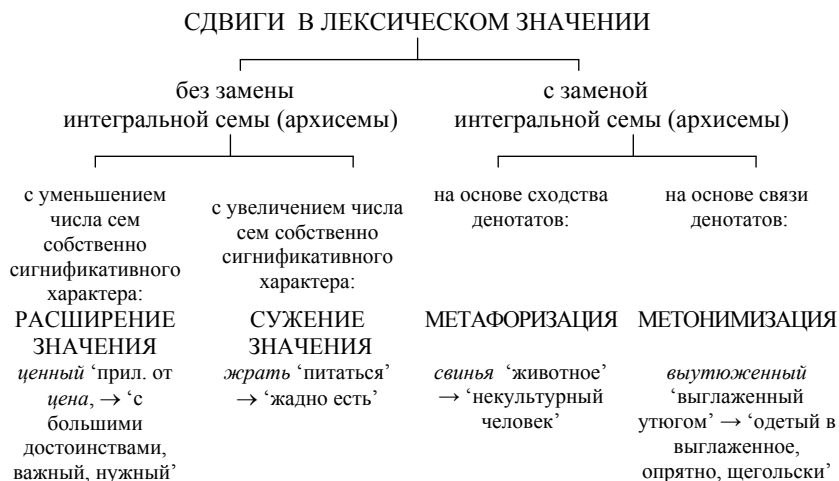 СДВИГИ В ЛЕКСИЧЕСКОМ ЗНАЧЕНИИ
без замены
интегральной семы (архисемы)
с заменой
интегральной семы (архисемы)
с уменьшением
числа сем
собственно
сигнификативного
характера:
РАСШИРЕНИЕ
ЗНАЧЕНИЯ
ценный ‘прил. от
цена, → ‘с
большими
достоинствами,
важный, нужный’
с увеличением числа
сем собственно
сигнификативного
характера:
СУЖЕНИЕ
ЗНАЧЕНИЯ
жрать ‘питаться’
→ ‘жадно есть’
на основе сходства
денотатов:
МЕТАФОРИЗАЦИЯ
свинья ‘животное’
→ ‘некультурный
человек’
на основе связи
денотатов:
МЕТОНИМИЗАЦИЯ
выутюженный
‘выглаженный
утюгом’ → ‘одетый в
выглаженное,
опрятно, щегольски’